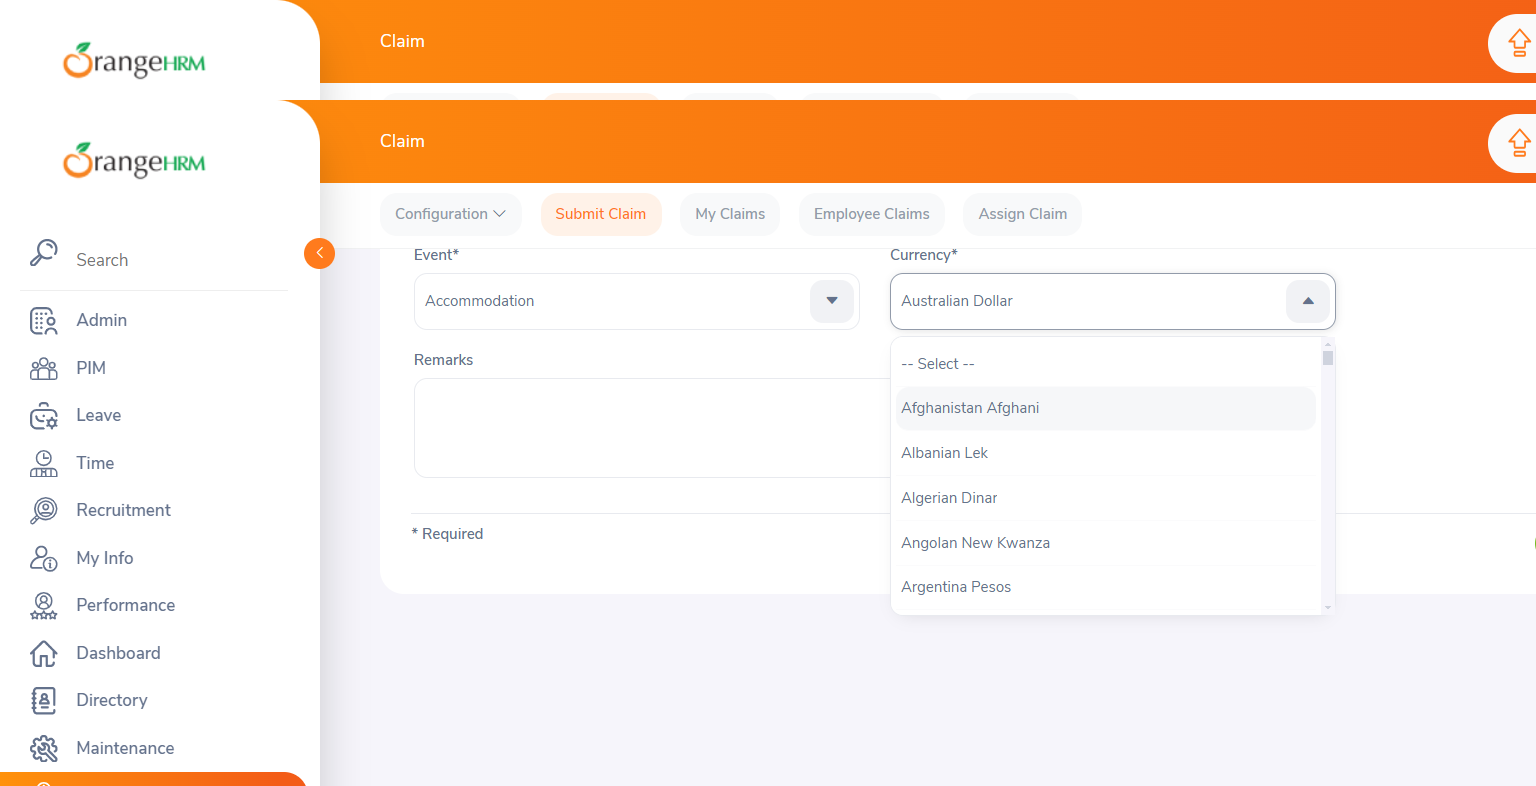 OrangeHRM
Claim
OrangeHRM
Claim
Configuration
Submit Claim
My Claims
Employee Claims
Assign Claim
Search
Admin
PIM
Leave
Time
Recruitment
My Info
Performance
Dashboard
Directory
Maintenance
Event*
Accommodation
Currency*
Australian Dollar
-- Select --
Afghanistan Afghani
Albanian Lek
Algerian Dinar
Angolan New Kwanza
Argentina Pesos
Remarks
* Required